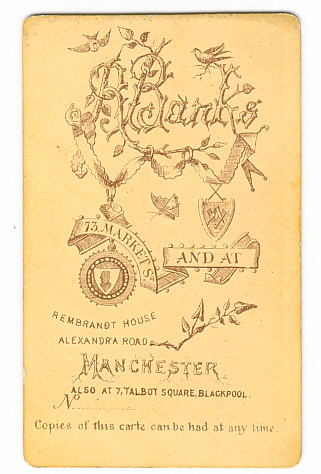 R. Banks
73, MARKET ST
AND AT
REMBRANDT HOUSE
ALEXANDRA ROAD
MANCHESTER
ALSO AT 7, TALBOT SQUARE, BLACKPOOL.
No
Copies of this carte can be had at any time.